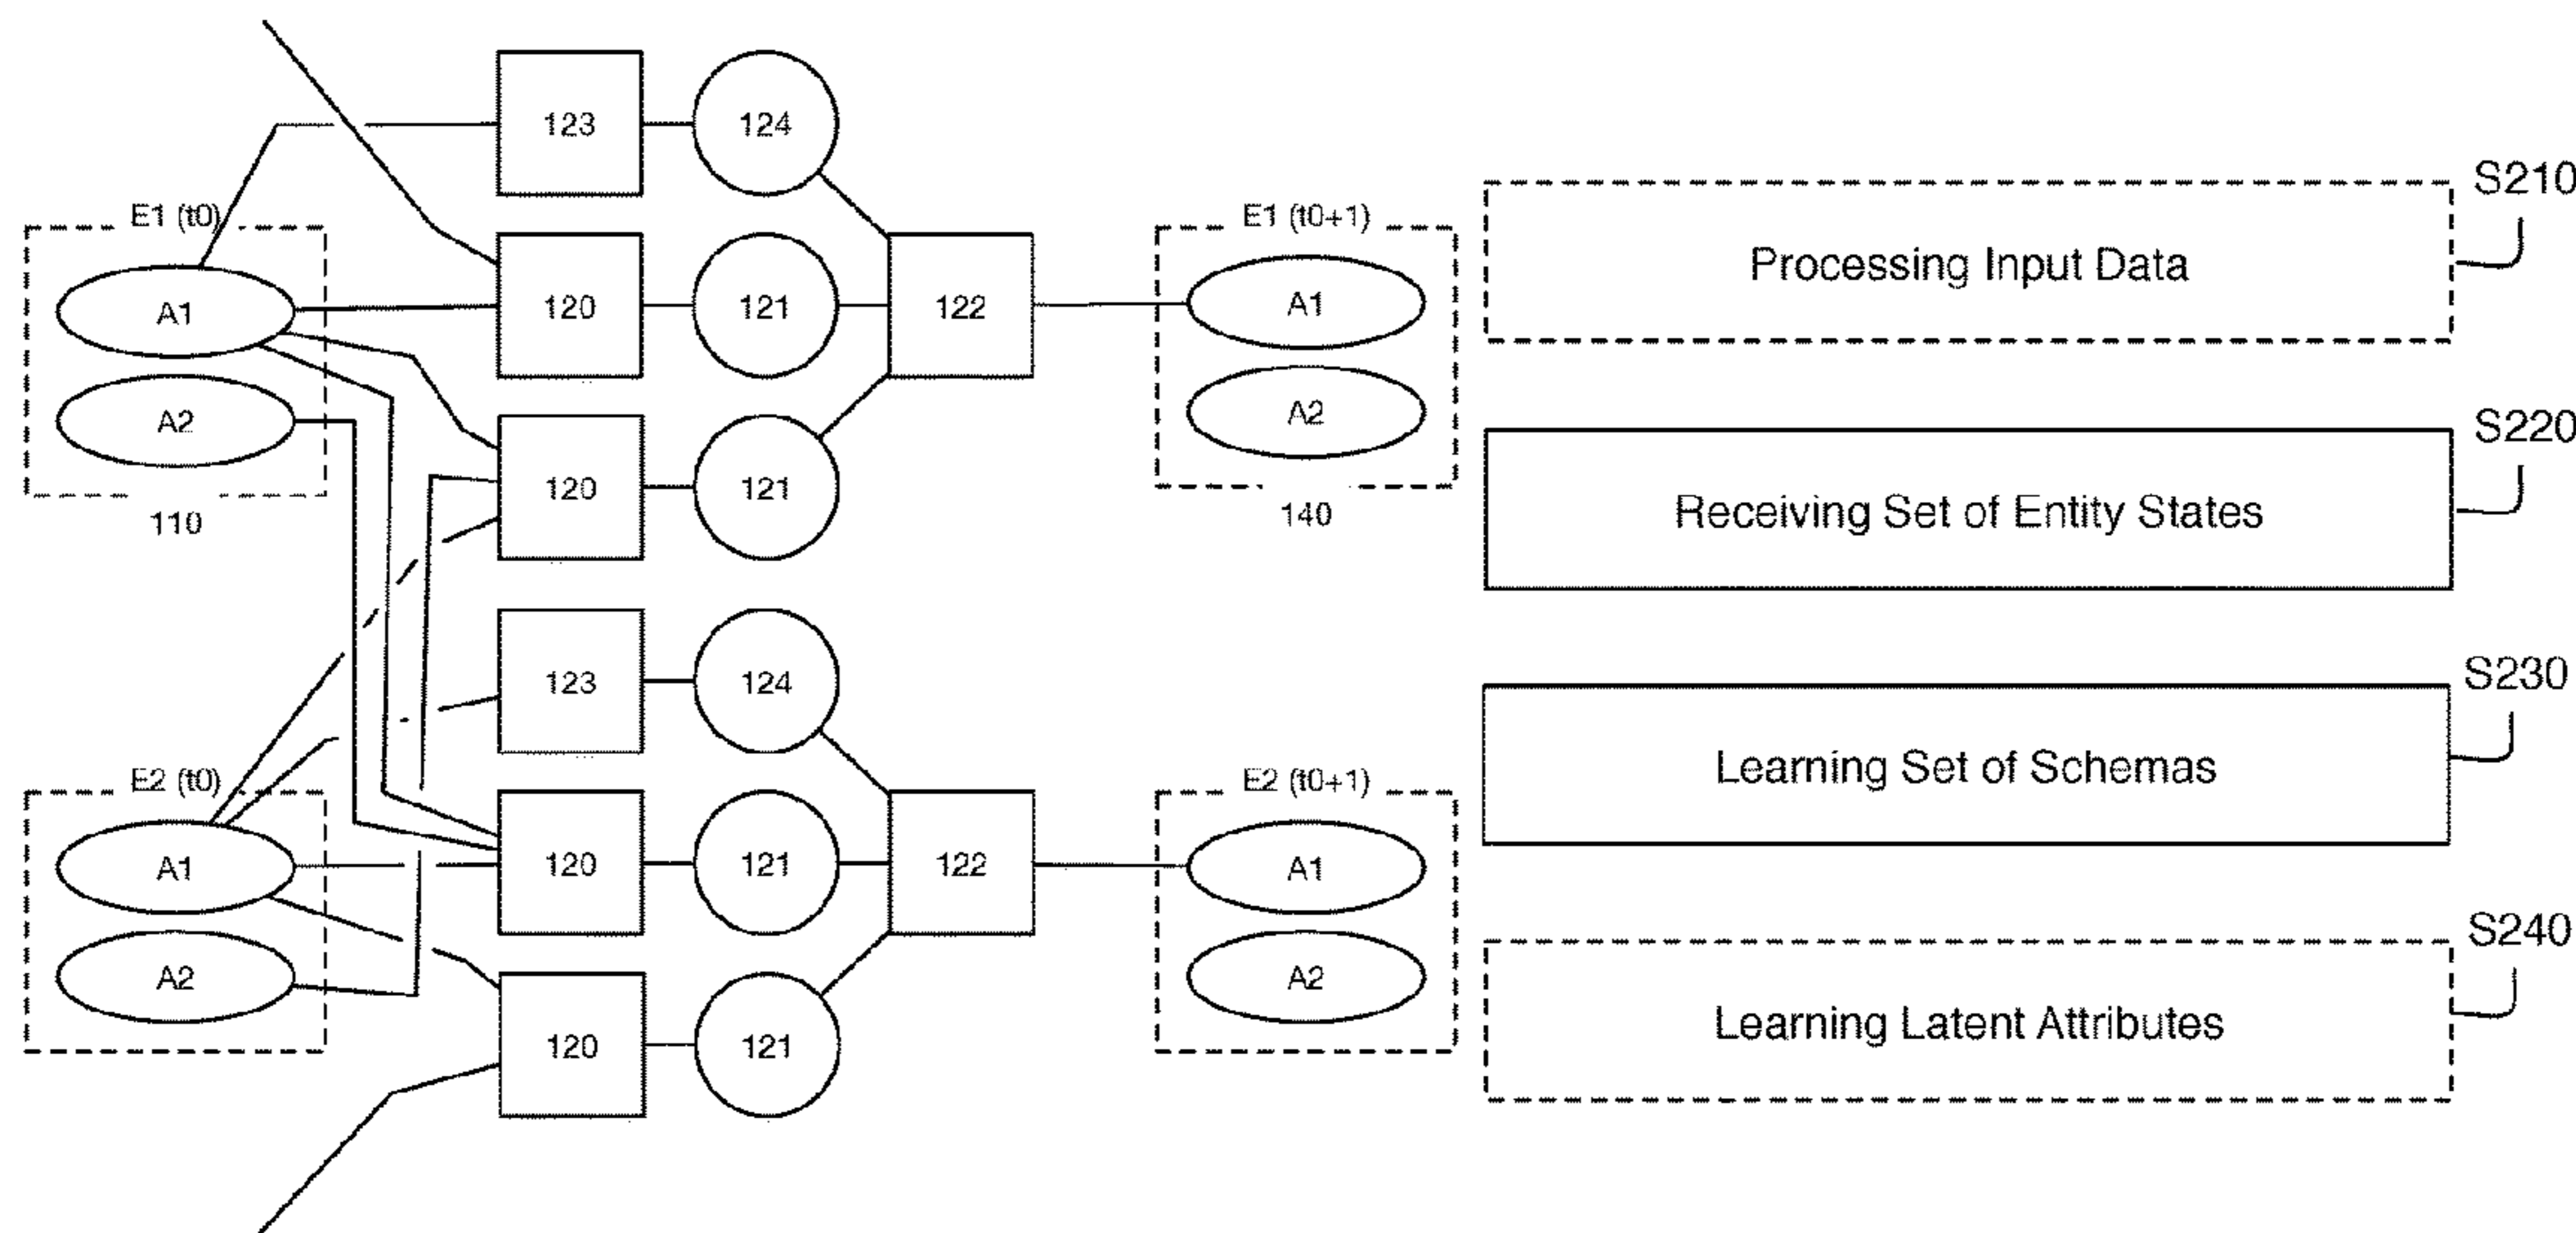 123
124
E1 (t0)
A1
A2
110
120
121
122
120
121
E1 (t0+1)
A1
A2
140
123
124
E2 (t0)
A1
A2
120
121
122
120
121
E2 (t0+1)
A1
A2
S210
Processing Input Data
S220
Receiving Set of Entity States
S230
Learning Set of Schemas
S240
Learning Latent Attributes